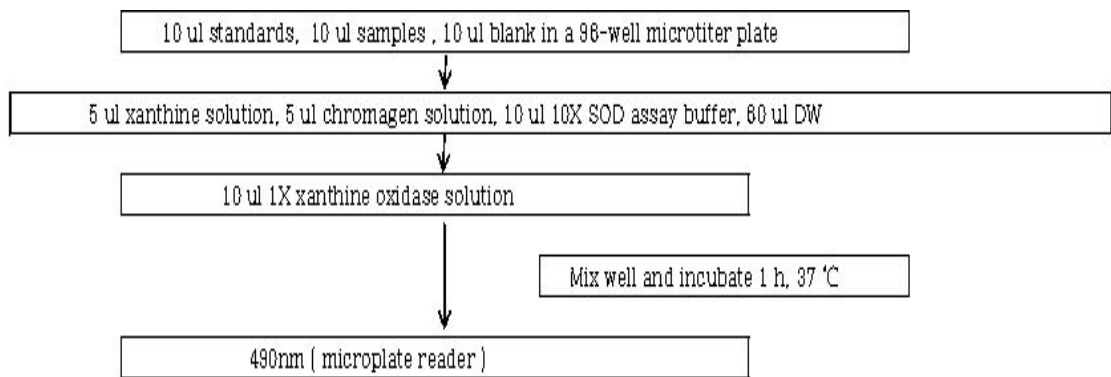 10 ul standards, 10 ul samples , 10 ul blank in a 96-well microtiter plate
5 ul xanthine solution, 5 ul chromagen solution, 10 ul 10X SOD assay buffer, 60 ul DW
10 ul 1X xanthine oxidase solution
Mix well and incubate 1 h, 37 ℃
490nm ( microplate reader )